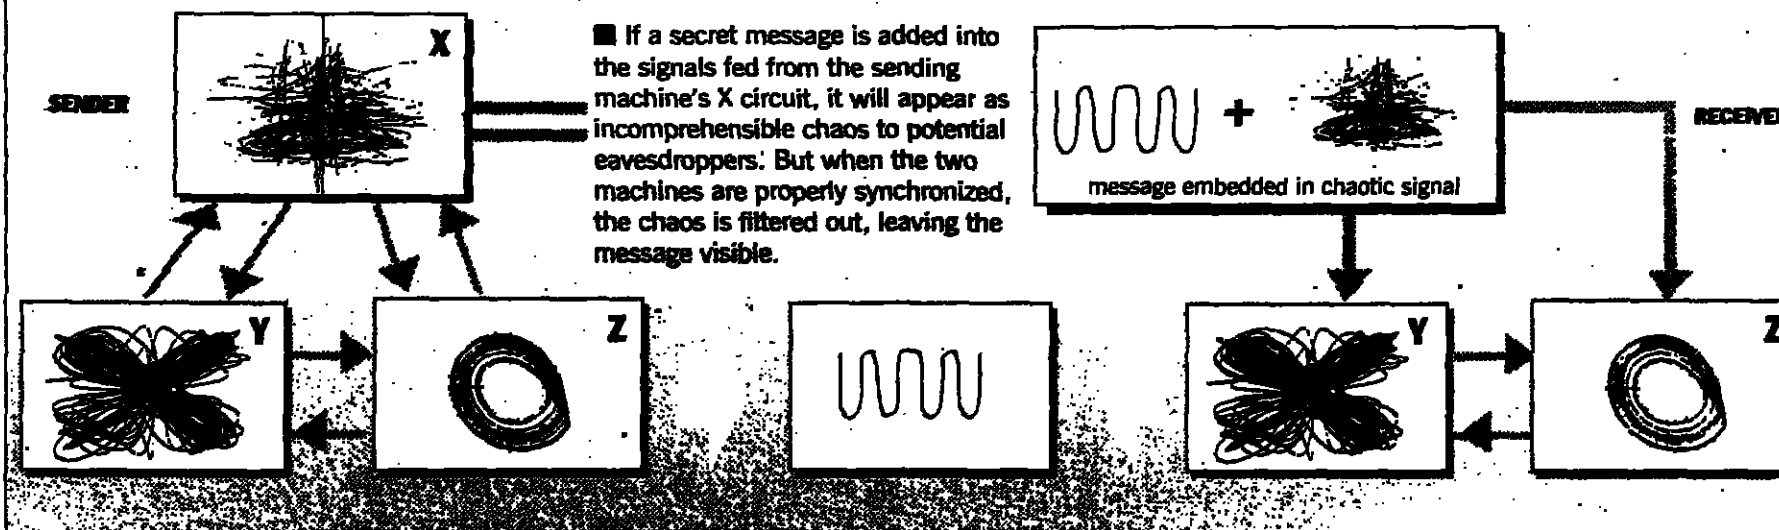 SENDER
X
■ If a secret message is added into
the signals fed from the sending
machine's X circuit, it will appear as
incomprehensible chaos to potential
eavesdroppers. But when the two
machines are properly synchronized,
the chaos is filtered out, leaving the
message visible.
+
message embedded in chaotic signal
RECEIVE
Y
Z
Y
Z